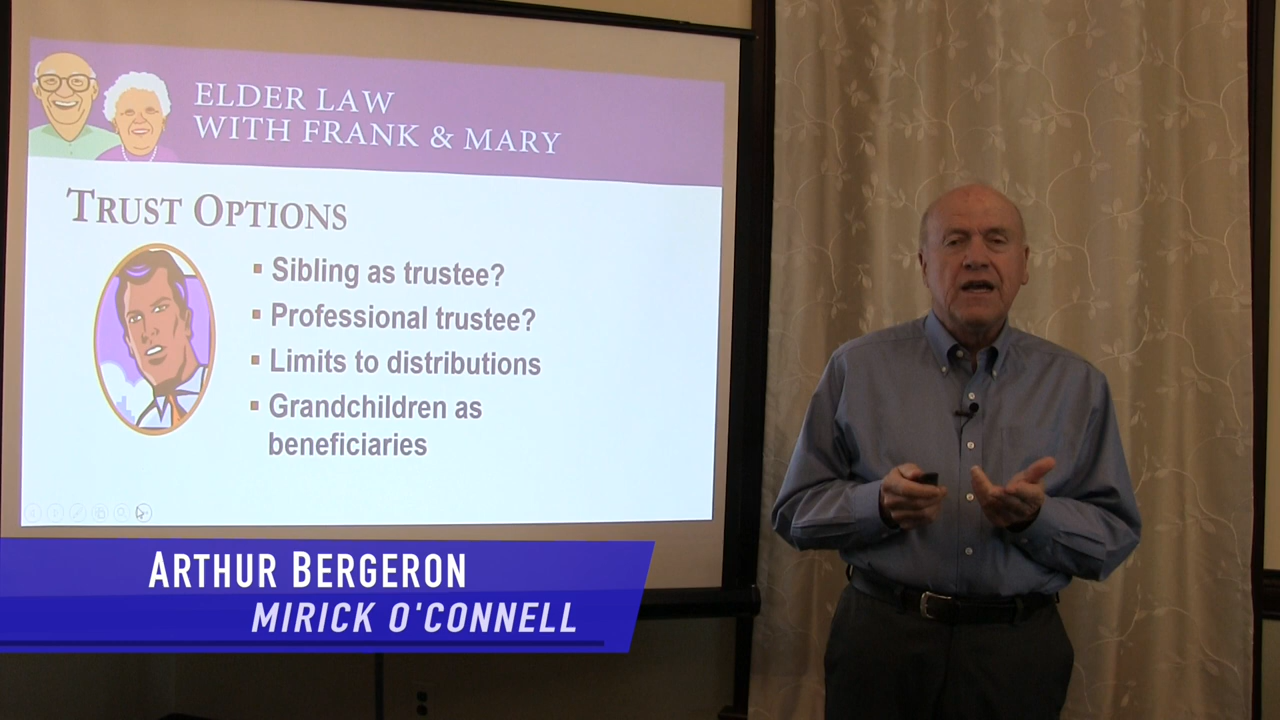 ELDER LAW
WITH FRANK & MARY
TRUST OPTIONS
Sibling as trustee?
Professional trustee?
Limits to distributions
Grandchildren as
beneficiaries
ARTHUR BERGERON
MIRICK O'CONNELL